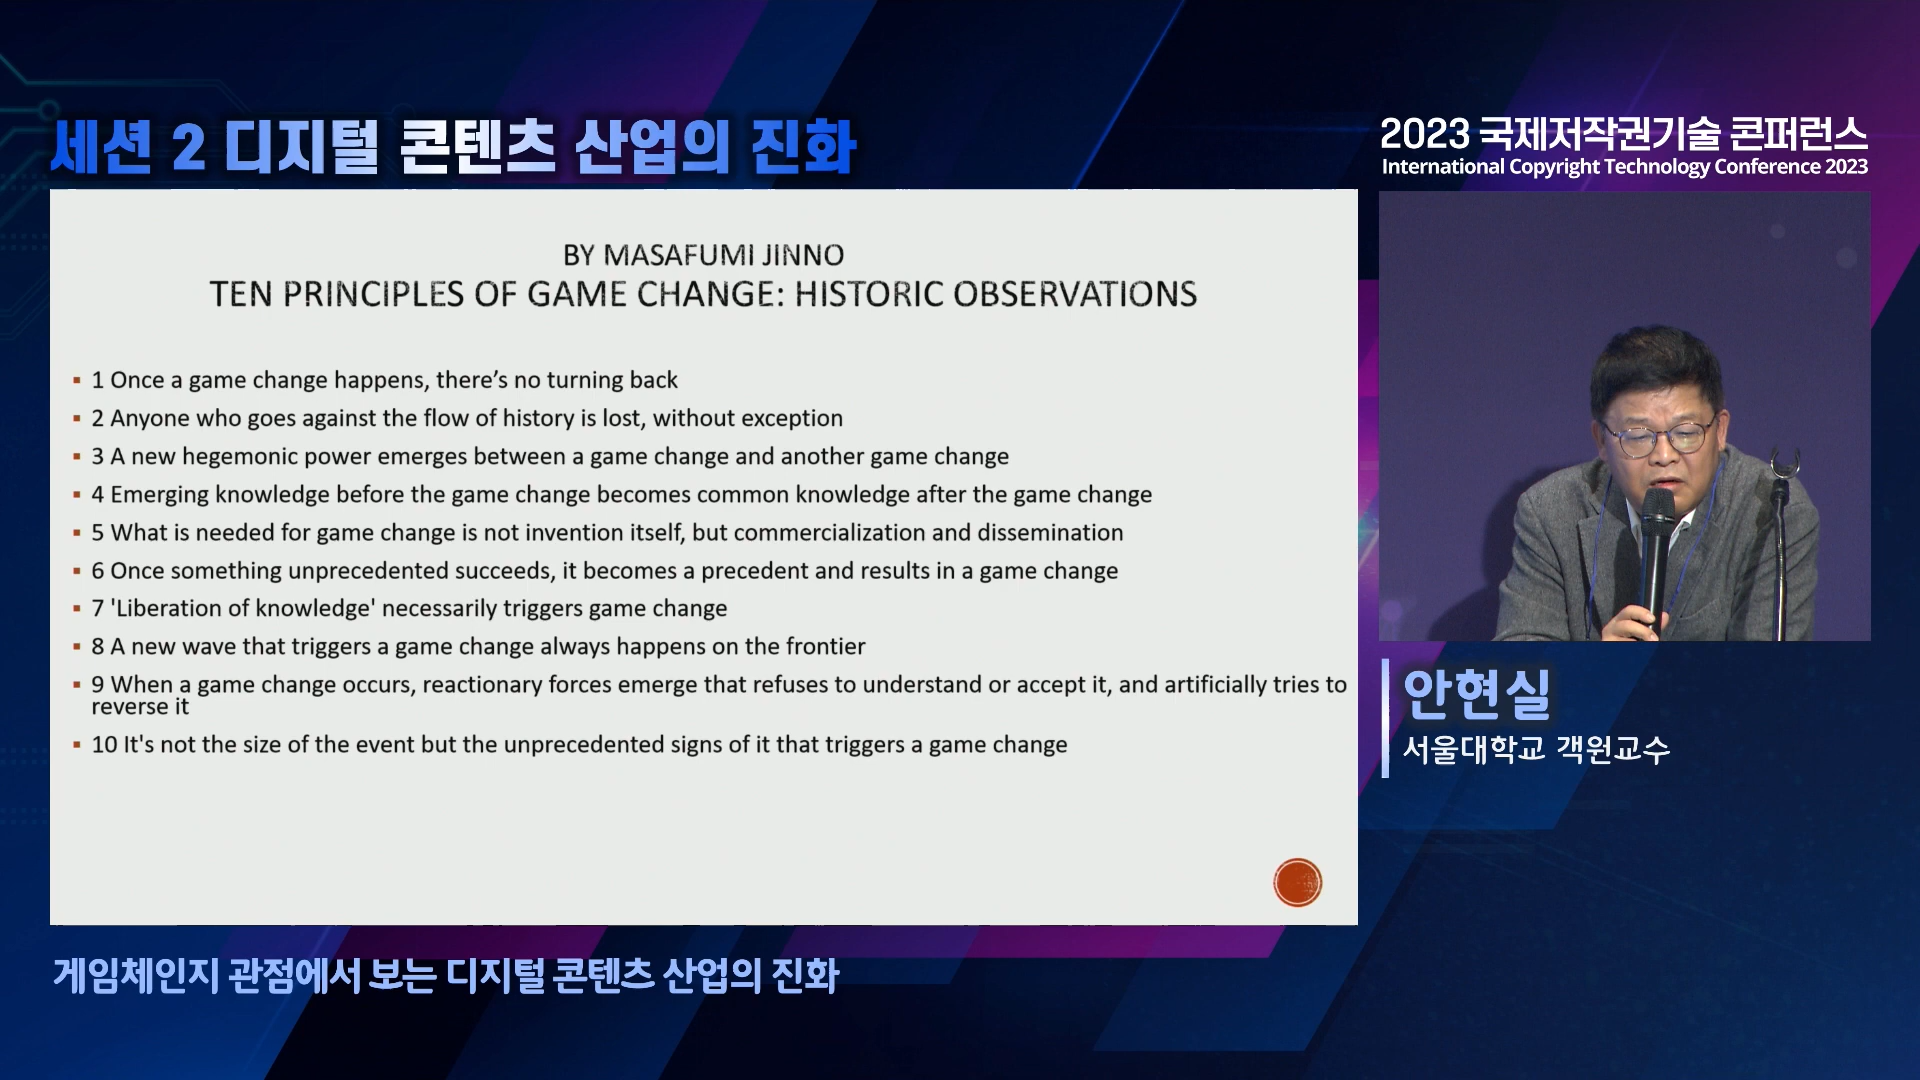 세션 2 디지털 콘텐츠 산업의 진화
2023 국제저작권기술 콘퍼런스
International Copyright Technology Conference 2023
BY MASAFUMI JINNO
TEN PRINCIPLES OF GAME CHANGE: HISTORIC OBSERVATIONS
▪ 1 Once a game change happens, there’s no turning back
▪ 2 Anyone who goes against the flow of history is lost, without exception
▪ 3 A new hegemonic power emerges between a game change and another game change
▪ 4 Emerging knowledge before the game change becomes common knowledge after the game change
▪ 5 What is needed for game change is not invention itself, but commercialization and dissemination
▪ 6 Once something unprecedented succeeds, it becomes a precedent and results in a game change
▪ 7 'Liberation of knowledge' necessarily triggers game change
▪ 8 A new wave that triggers a game change always happens on the frontier
▪ 9 When a game change occurs, reactionary forces emerge that refuses to understand or accept it, and artificially tries to
reverse it
▪ 10 It's not the size of the event but the unprecedented signs of it that triggers a game change
안현실
서울대학교 객원교수
게임체인지 관점에서 보는 디지털 콘텐츠 산업의 진화